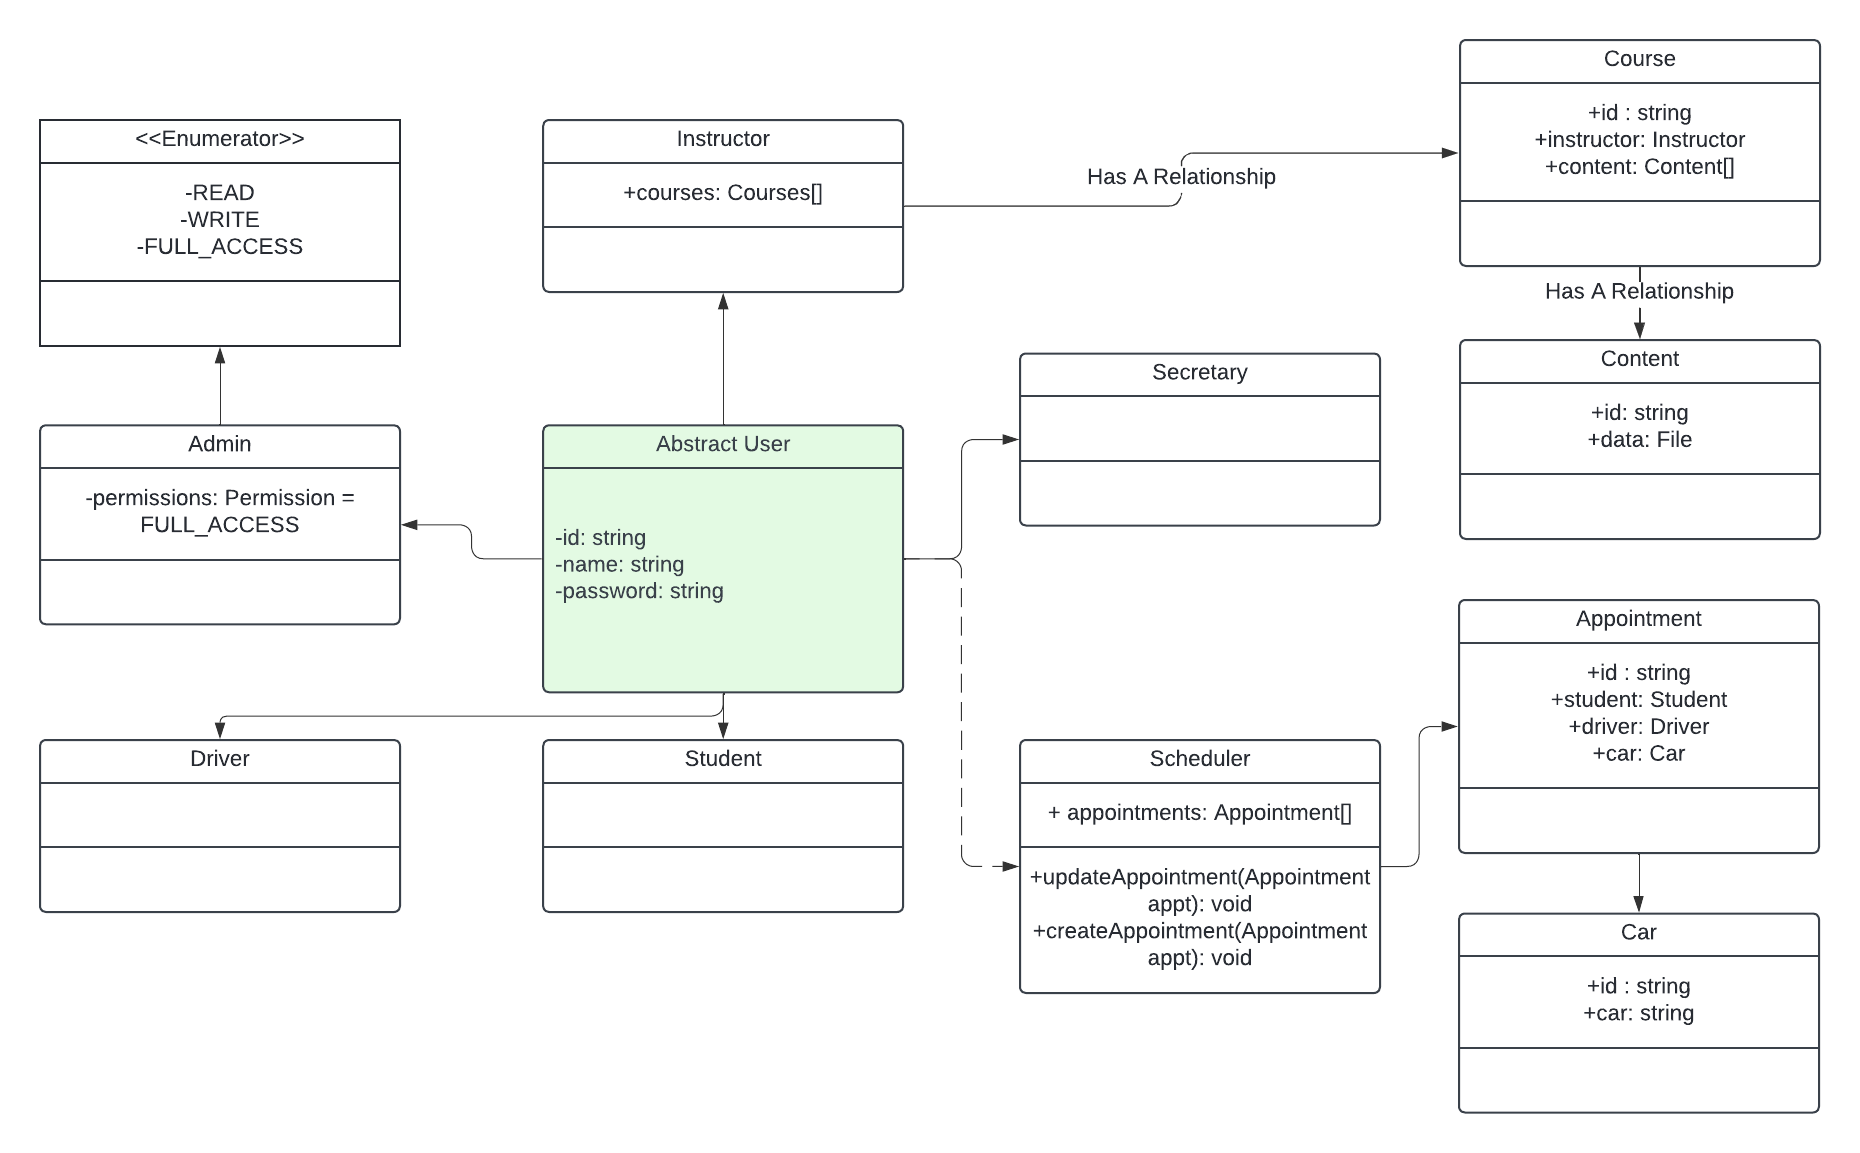 <<Enumerator>>
-READ
-WRITE
-FULL_ACCESS
Instructor
+courses: Courses[]
Has A Relationship
Course
+id : string
+instructor: Instructor
+content: Content[]
Has A Relationship
Content
+id: string
+data: File
Secretary
Admin
-permissions: Permission =
FULL_ACCESS
Abstract User
-id: string
-name: string
-password: string
Driver
Student
Scheduler
+ appointments: Appointment[]
+updateAppointment(Appointment
appt): void
+createAppointment(Appointment
appt): void
Appointment
+id : string
+student: Student
+driver: Driver
+car: Car
Car
+id : string
+car: string